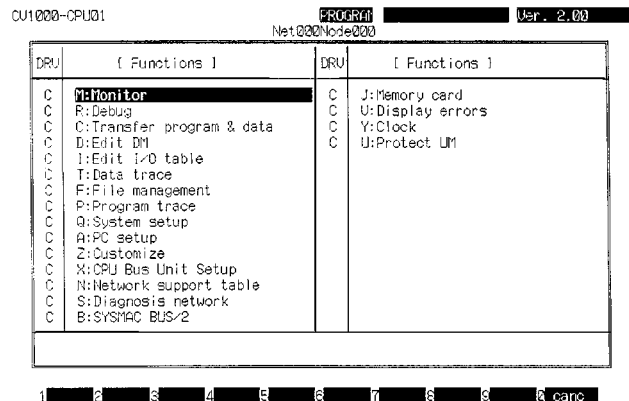 CV1000-CPU01 PROGRAM Ver. 2.00
Net000Node000
DRV [ Functions ] DRV [ Functions ]
C M:Monitor C J:Memory card
C R:Debug C V:Display errors
C C:Transfer program & data C Y:Clock
C D:Edit DM C U:Protect UM
C I:Edit I/O table
C T:Data trace
C F:File management
C P:Program trace
C Q:System setup
C A:PC setup
C Z:Customize
C X:CPU Bus Unit Setup
C N:Network support table
C S:Diagnosis network
C B:SYSMAC BUS/2
1 2 3 4 5 6 7 8 9 0 canc